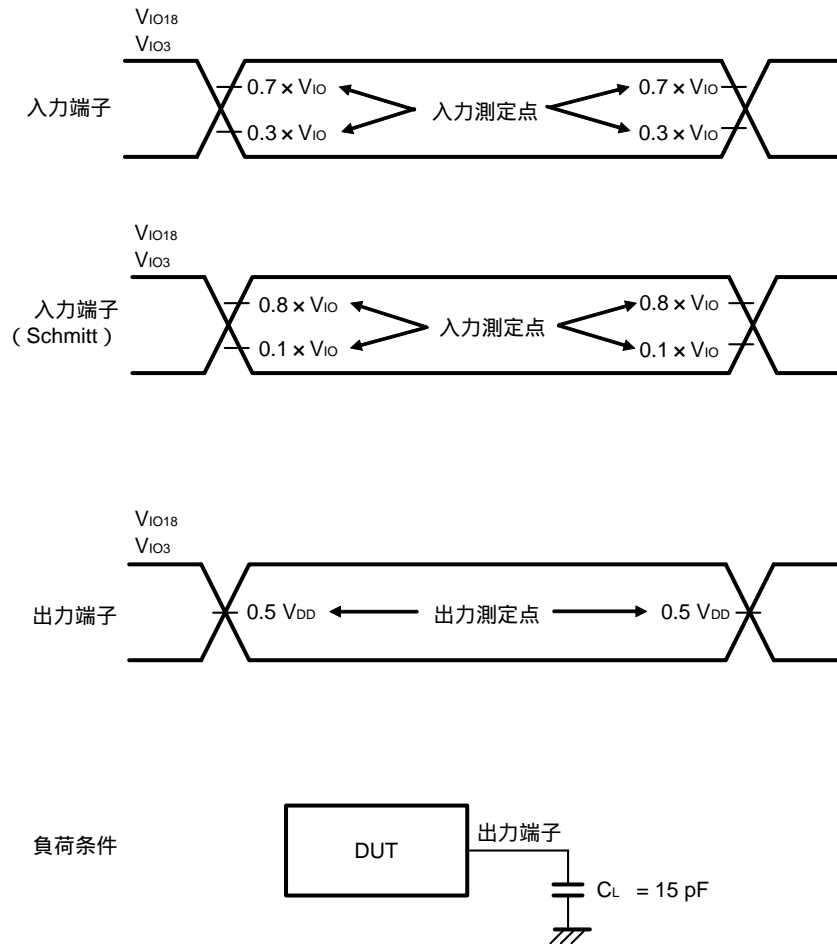 VIO18
VIO3
入力端子
0.7 × VIO
0.3 × VIO
入力測定点
0.7 × VIO
0.3 × VIO
VIO18
VIO3
入力端子
（Schmitt）
0.8 × VIO
0.1 × VIO
入力測定点
0.8 × VIO
0.1 × VIO
VIO18
VIO3
出力端子
0.5 VDD
出力測定点
0.5 VDD
負荷条件
DUT
出力端子
CL = 15 pF